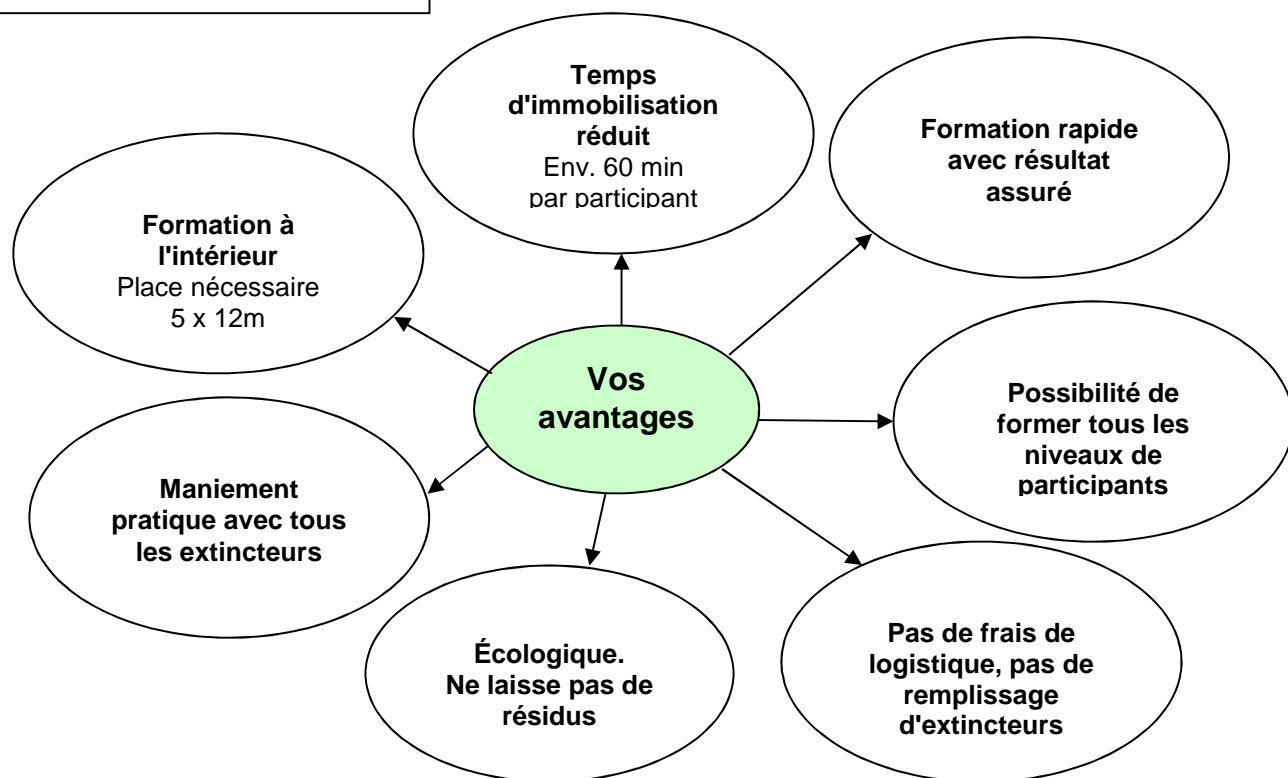 Temps
d'immobilisation
réduit
Env. 60 min
par participant
Formation rapide
avec résultat
assuré
Formation à
l'intérieur
Place nécessaire
5 x 12m
Vos
avantages
Possibilité de
former tous les
niveaux de
participants
Maniement
pratique avec tous
les extincteurs
Écologique.
Ne laisse pas de
résidus
Pas de frais de
logistique, pas de
remplissage
d'extincteurs